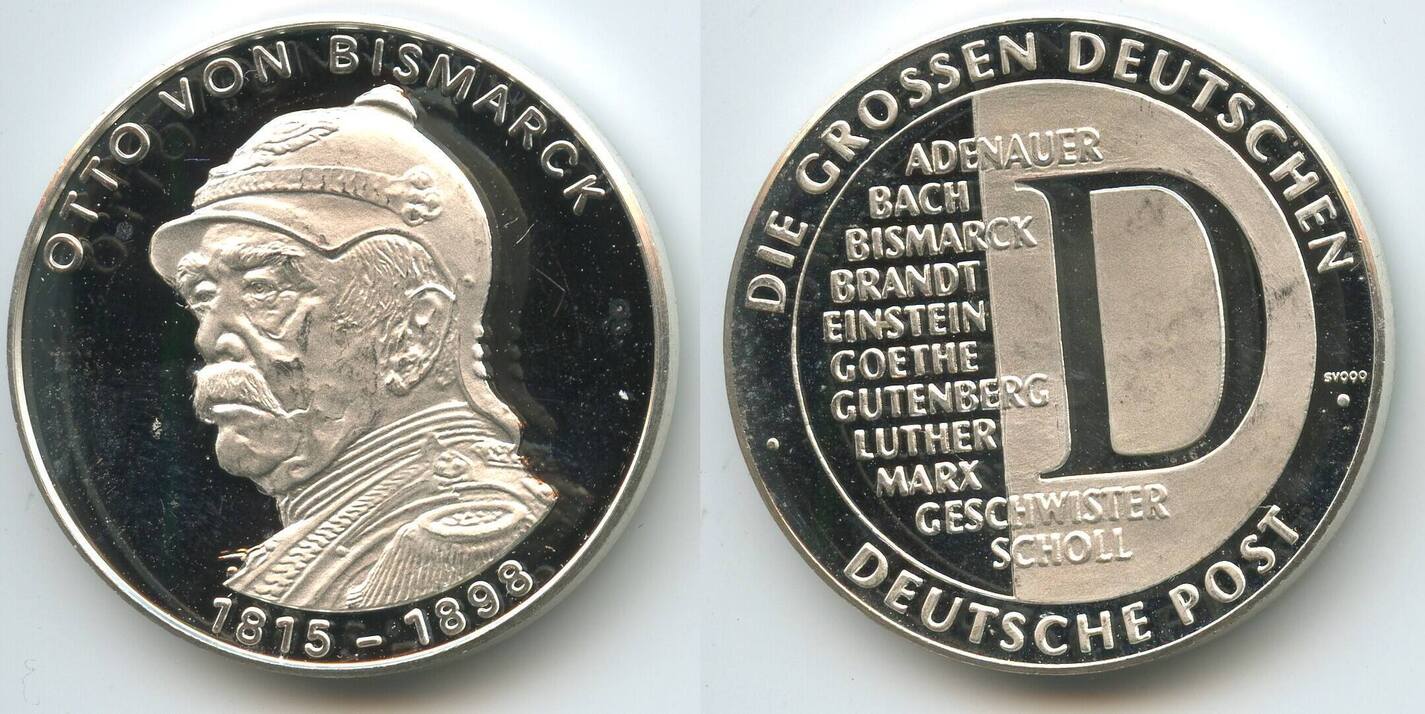 OTTO VON BISMARCK
1815 - 1898
DIE GROSSEN DEUTSCHEN
ADENAUER
BACH
BISMARCK
BRANDT
EINSTEIN
GOETHE
GUTENBERG
LUTHER
MARX
GESCHWISTER
SCHOLL
D
DEUTSCHE POST